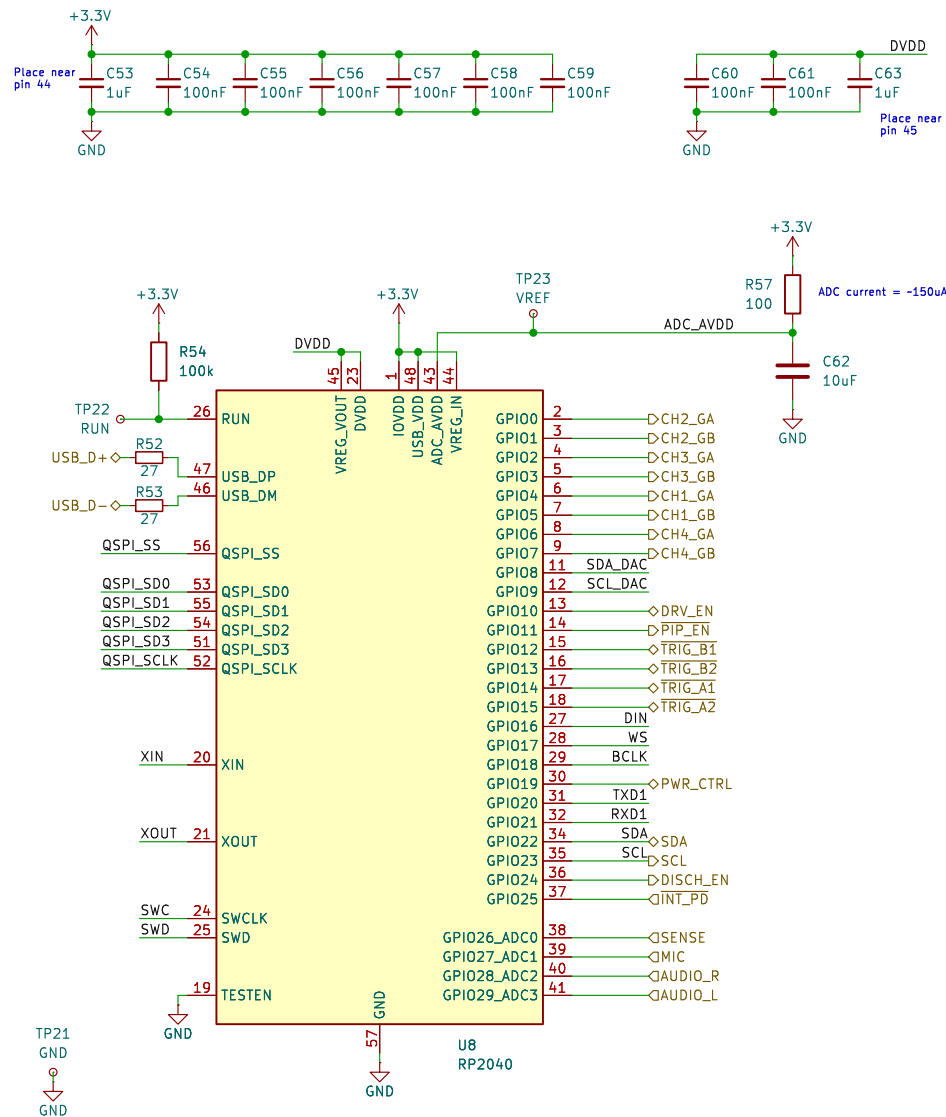 +3.3V
Place near
pin 44
C53
1uF
C54
100nF
C55
100nF
C56
100nF
C57
100nF
C58
100nF
C59
100nF
GND
DVDD
C60
100nF
C61
100nF
C63
1uF
Place near
pin 45
GND
+3.3V
R57
100
ADC current = ~150uA
ADC_AVDD
C62
10uF
GND
TP23
VREF
+3.3V
R54
100k
TP22
RUN
+3.3V
DVDD
45
23
1
48
43
44
VREG_VOUT
DVDD
IOVDD
USB_VDD
ADC_AVDD
VREG_IN
26
RUN
USB_D+
R52
27
47
USB_DP
USB_D-
R53
27
46
USB_DM
QSPI_SS
56
QSPI_SS
QSPI_SD0
53
QSPI_SD0
QSPI_SD1
55
QSPI_SD1
QSPI_SD2
54
QSPI_SD2
QSPI_SD3
51
QSPI_SD3
QSPI_SCLK
52
QSPI_SCLK
XIN
20
XIN
XOUT
21
XOUT
SWC
24
SWCLK
SWD
25
SWD
19
TESTEN
GND
GPIO0
2
CH2_GA
GPIO1
3
CH2_GB
GPIO2
4
CH3_GA
GPIO3
5
CH3_GB
GPIO4
6
CH1_GA
GPIO5
7
CH1_GB
GPIO6
8
CH4_GA
GPIO7
9
CH4_GB
GPIO8
11
SDA_DAC
GPIO9
12
SCL_DAC
GPIO10
13
DRV_EN
GPIO11
14
PIP_EN
GPIO12
15
TRIG_B1
GPIO13
16
TRIG_B2
GPIO14
17
TRIG_A1
GPIO15
18
TRIG_A2
GPIO16
27
DIN
GPIO17
28
WS
GPIO18
29
BCLK
GPIO19
30
PWR_CTRL
GPIO20
31
TXD1
GPIO21
32
RXD1
GPIO22
34
SDA
SDA
GPIO23
35
SCL
SCL
GPIO24
36
DISCH_EN
GPIO25
37
INT_PD
GPIO26_ADC0
38
SENSE
GPIO27_ADC1
39
MIC
GPIO28_ADC2
40
AUDIO_R
GPIO29_ADC3
41
AUDIO_L
GND
57
GND
U8
RP2040
TP21
GND
GND